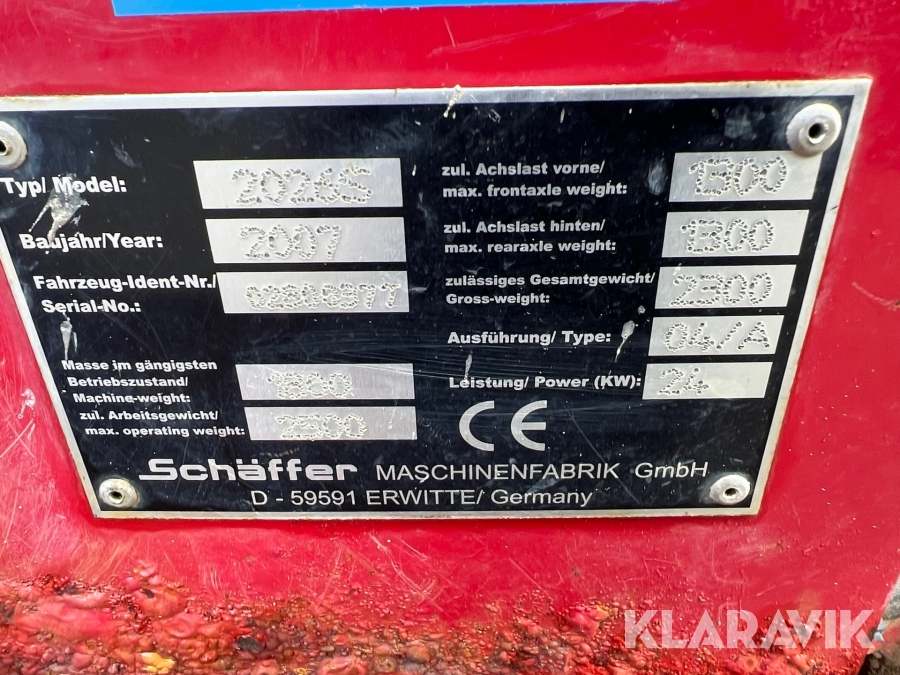 Typ/ Model: 2026S
Baujahr/Year: 2007
Fahrzeug-Ident-Nr./
Serial-No.:
Masse im gängigsten
Betriebszustand/
Machine-weight:
zul. Arbeitsgewicht/
max. operating weight: 2500
zul. Achslast vorne/
max. frontaxle weight: 1300
zul. Achslast hinten/
max. rearaxle weight: 1300
zulässiges Gesamtgewicht/
Gross-weight: 2300
Ausführung/ Type: 04/A
Leistung/ Power (KW): 24
CE
Schäffer MASCHINENFABRIK GmbH
D - 59591 ERWITTE/ Germany
KLARAVIK